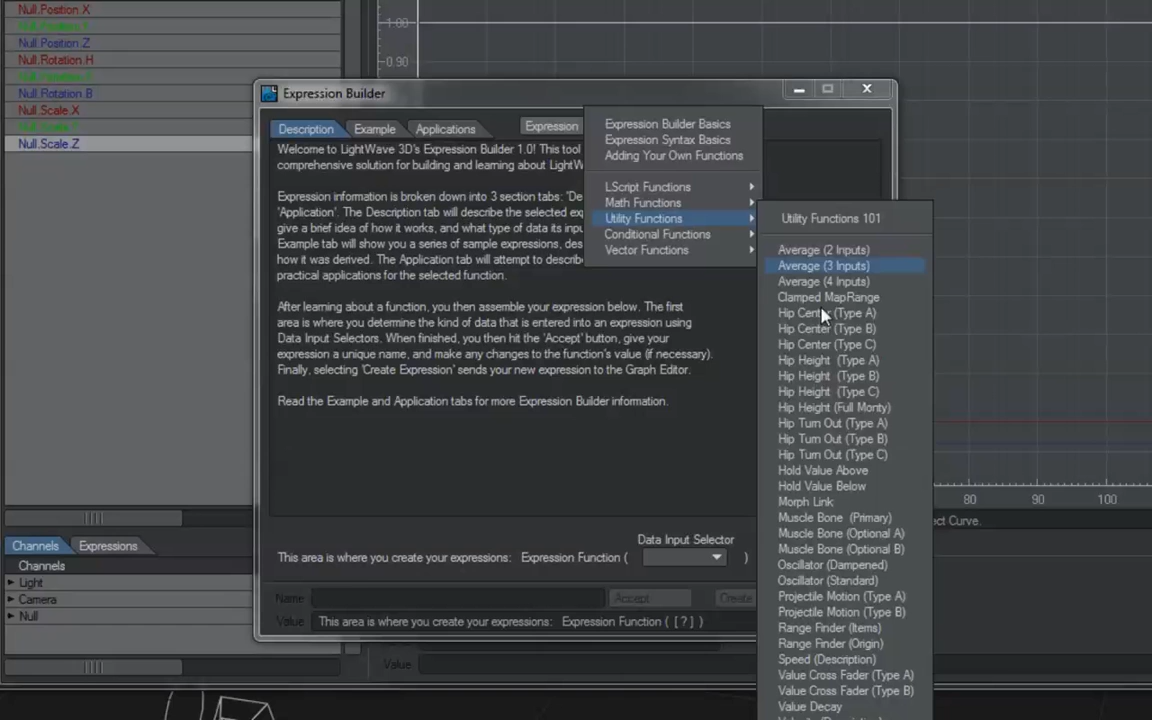 Null.Position.X
Null.Position.Z
Null.Rotation.H
Null.Rotation.B
Null.Scale.X
Null.Scale.Z
1.00
0.90
Expression Builder
Description
Example
Applications
Expression
Welcome to LightWave 3D's Expression Builder 1.0! This tool
comprehensive solution for building and learning about LightW
Expression information is broken down into 3 section tabs: 'De
'Application'. The Description tab will describe the selected ex
give a brief idea of how it works, and what type of data its inpu
Example tab will show you a series of sample expressions, des
how it was derived. The Application tab will attempt to describe
practical applications for the selected function.
After learning about a function, you then assemble your expression below. The first
area is where you determine the kind of data that is entered into an expression using
Data Input Selectors. When finished, you then hit the 'Accept' button, give your
expression a unique name, and make any changes to the function's value (if necessary).
Finally, selecting 'Create Expression' sends your new expression to the Graph Editor.
Read the Example and Application tabs for more Expression Builder information.
Expression Builder Basics
Expression Syntax Basics
Adding Your Own Functions
LScript Functions
Math Functions
Utility Functions
Conditional Functions
Vector Functions
Utility Functions 101
Average (2 Inputs)
Average (3 Inputs)
Average (4 Inputs)
Clamped MapRange
Hip Center (Type A)
Hip Center (Type B)
Hip Center (Type C)
Hip Height (Type A)
Hip Height (Type B)
Hip Height (Type C)
Hip Height (Full Monty)
Hip Turn Out (Type A)
Hip Turn Out (Type B)
Hip Turn Out (Type C)
Hold Value Above
Hold Value Below
Morph Link
Muscle Bone (Primary)
Muscle Bone (Optional A)
Muscle Bone (Optional B)
Oscillator (Dampened)
Oscillator (Standard)
Projectile Motion (Type A)
Projectile Motion (Type B)
Range Finder (Items)
Range Finder (Origin)
Speed (Description)
Value Cross Fader (Type A)
Value Cross Fader (Type B)
Value Decay
80 90 100
ect Curve.
Data Input Selector
This area is where you create your expressions: Expression Function ( )
Name
Accept
Create
Value
This area is where you create your expressions: Expression Function ( [ ? ] )
Value
Channels
Expressions
Channels
Light
Camera
Null